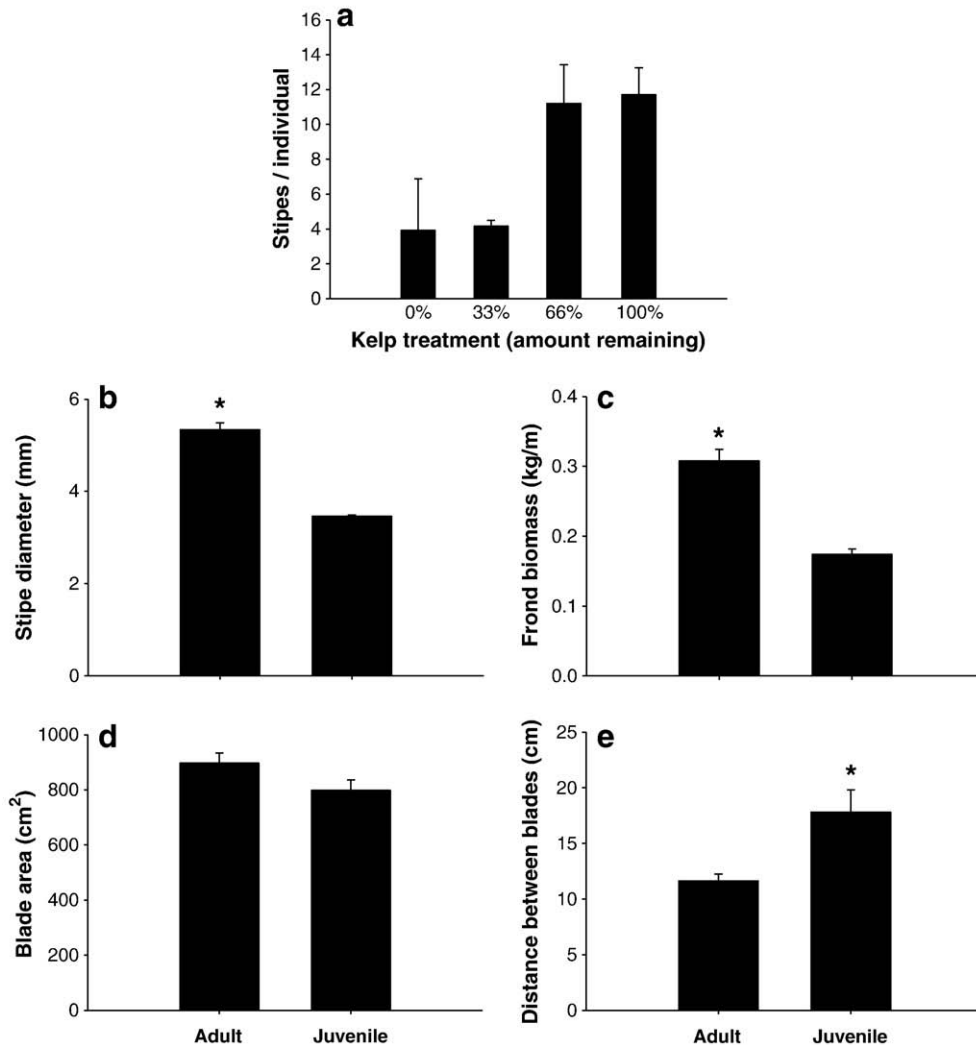 a
16
14
12
10
8
6
4
2
0
Stipes / individual
0% 33% 66% 100%
Kelp treatment (amount remaining)
b
6
4
2
0
Stipe diameter (mm)
*
c
0.4
0.3
0.2
0.1
0.0
Frond biomass (kg/m)
*
d
1000
800
600
400
200
0
Blade area (cm²)
Adult Juvenile
e
25
20
15
10
5
0
Distance between blades (cm)
*
Adult Juvenile